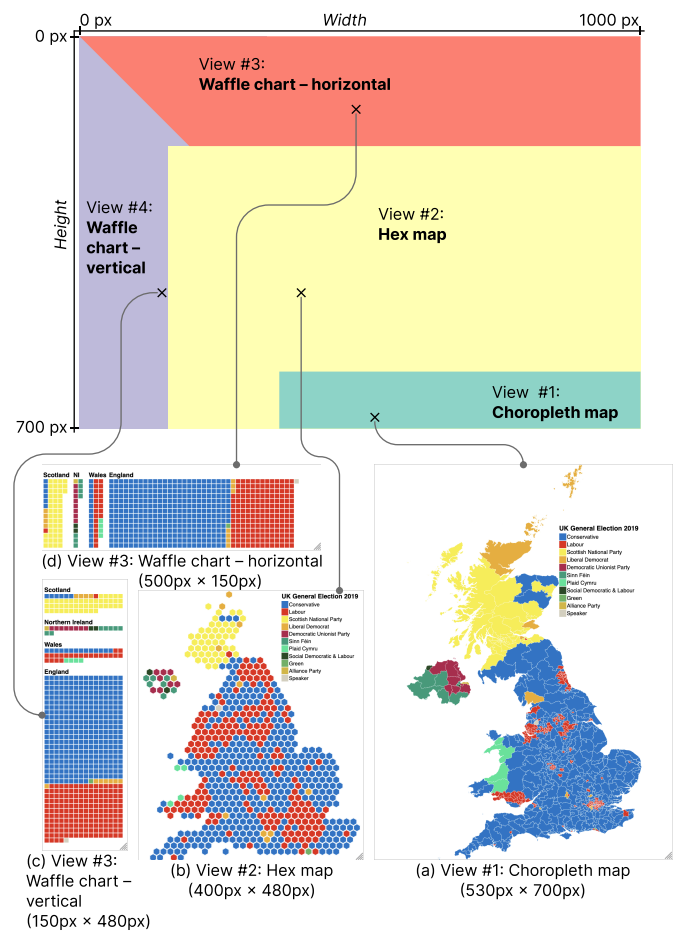 0 px
Width
1000 px
0 px
View #3:
Waffle chart – horizontal
View #4:
Waffle
chart –
vertical
View #2:
Hex map
Height
View #1:
Choropleth map
700 px
Scotland NI Wales England
(d) View #3: Waffle chart – horizontal
(500px × 150px)
UK General Election 2019
Conservative
Labour
Scottish National Party
Liberal Democrat
Democratic Unionist Party
Sinn Féin
Plaid Cymru
Social Democratic & Labour
Green
Alliance Party
Speaker
Scotland
Northern Ireland
Wales
England
UK General Election 2019
Conservative
Labour
Scottish National Party
Liberal Democrat
Democratic Unionist Party
Sinn Féin
Plaid Cymru
Social Democratic & Labour
Green
Alliance Party
Speaker
(c) View #3:
Waffle chart –
vertical
(150px × 480px)
(b) View #2: Hex map
(400px × 480px)
(a) View #1: Choropleth map
(530px × 700px)